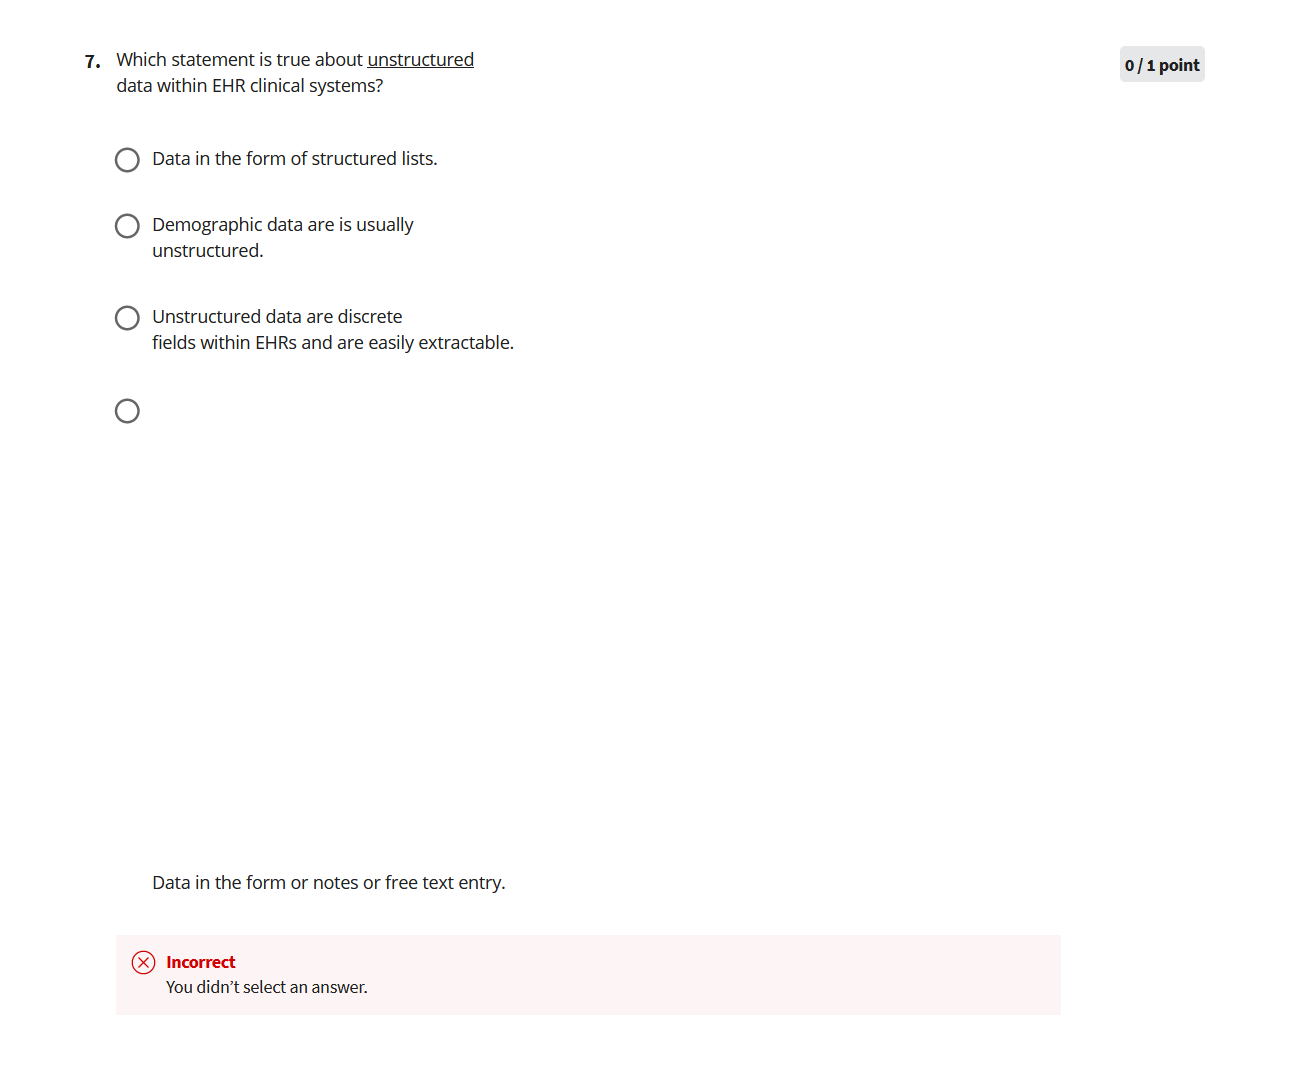 7. Which statement is true about unstructured
data within EHR clinical systems?
0 / 1 point
Data in the form of structured lists.
Demographic data are is usually
unstructured.
Unstructured data are discrete
fields within EHRs and are easily extractable.
Data in the form or notes or free text entry.
Incorrect
You didn't select an answer.